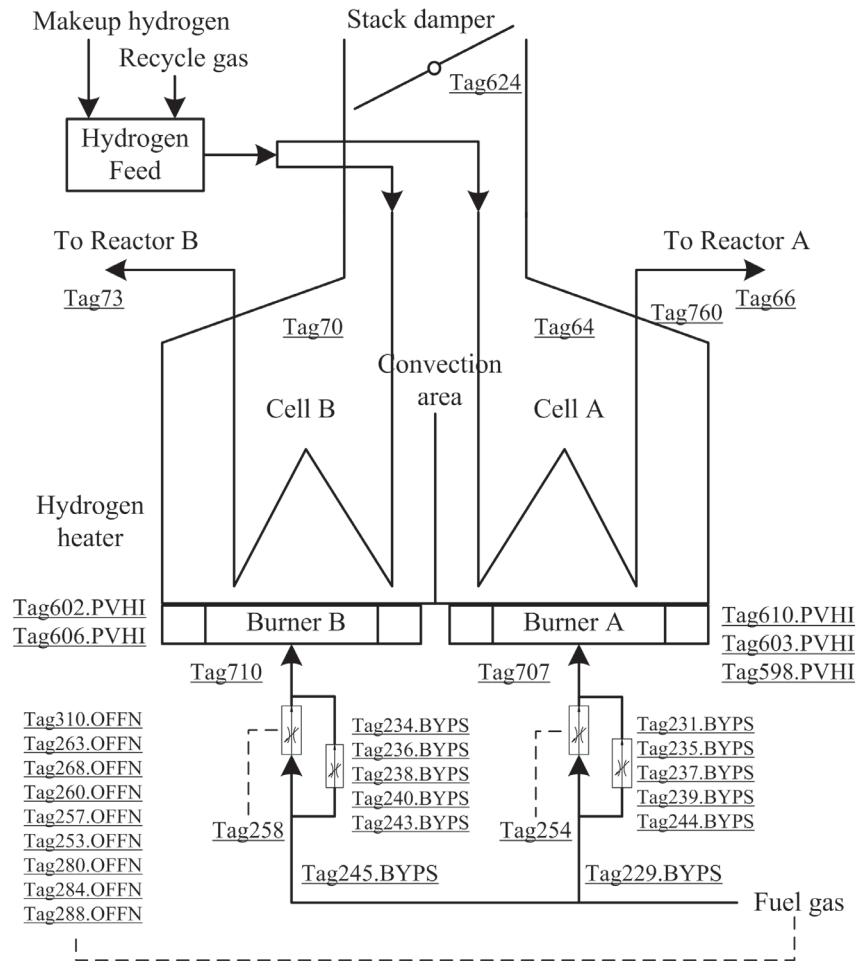 Makeup hydrogen
Recycle gas
Stack damper
Tag624
Hydrogen
Feed
To Reactor B
Tag73
To Reactor A
Tag66
Tag70
Tag64
Tag760
Convection
area
Cell B
Cell A
Hydrogen
heater
Tag602.PVHI
Tag606.PVHI
Burner B
Burner A
Tag610.PVHI
Tag603.PVHI
Tag598.PVHI
Tag710
Tag707
Tag310.OFFN
Tag263.OFFN
Tag268.OFFN
Tag260.OFFN
Tag257.OFFN
Tag253.OFFN
Tag280.OFFN
Tag284.OFFN
Tag288.OFFN
Tag258
Tag234.BYPS
Tag236.BYPS
Tag238.BYPS
Tag240.BYPS
Tag243.BYPS
Tag254
Tag231.BYPS
Tag235.BYPS
Tag237.BYPS
Tag239.BYPS
Tag244.BYPS
Tag245.BYPS
Tag229.BYPS
Fuel gas